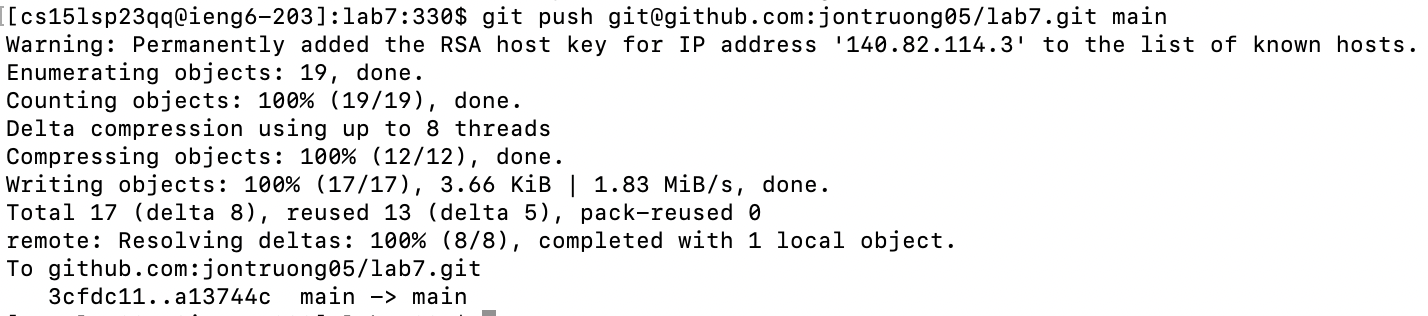 [[cs15lsp23qq@ieng6-203]:lab7:330$ git push git@github.com:jontruong05/lab7.git main
Warning: Permanently added the RSA host key for IP address '140.82.114.3' to the list of known hosts.
Enumerating objects: 19, done.
Counting objects: 100% (19/19), done.
Delta compression using up to 8 threads
Compressing objects: 100% (12/12), done.
Writing objects: 100% (17/17), 3.66 KiB | 1.83 MiB/s, done.
Total 17 (delta 8), reused 13 (delta 5), pack-reused 0
remote: Resolving deltas: 100% (8/8), completed with 1 local object.
To github.com:jontruong05/lab7.git
   3cfdc11..a13744c  main -> main